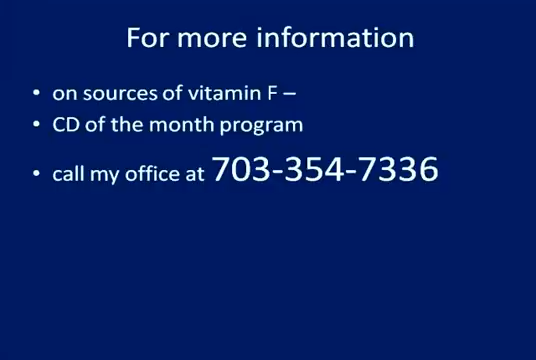 For more information
• on sources of vitamin F –
• CD of the month program
• call my office at 703-354-7336